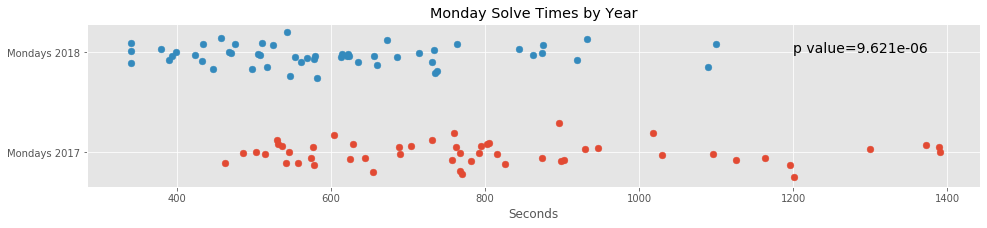 Monday Solve Times by Year
Mondays 2018
p value=9.621e-06
Mondays 2017
400 600 800 1000 1200 1400
Seconds